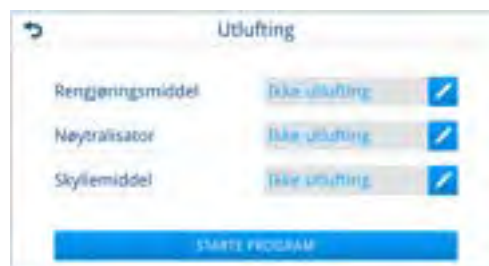 Utlufting
Rengjøringsmiddel Ikke utlufting
Nøytralisator Ikke utlufting
Skyllemiddel Ikke utlufting
STARTE PROGRAM